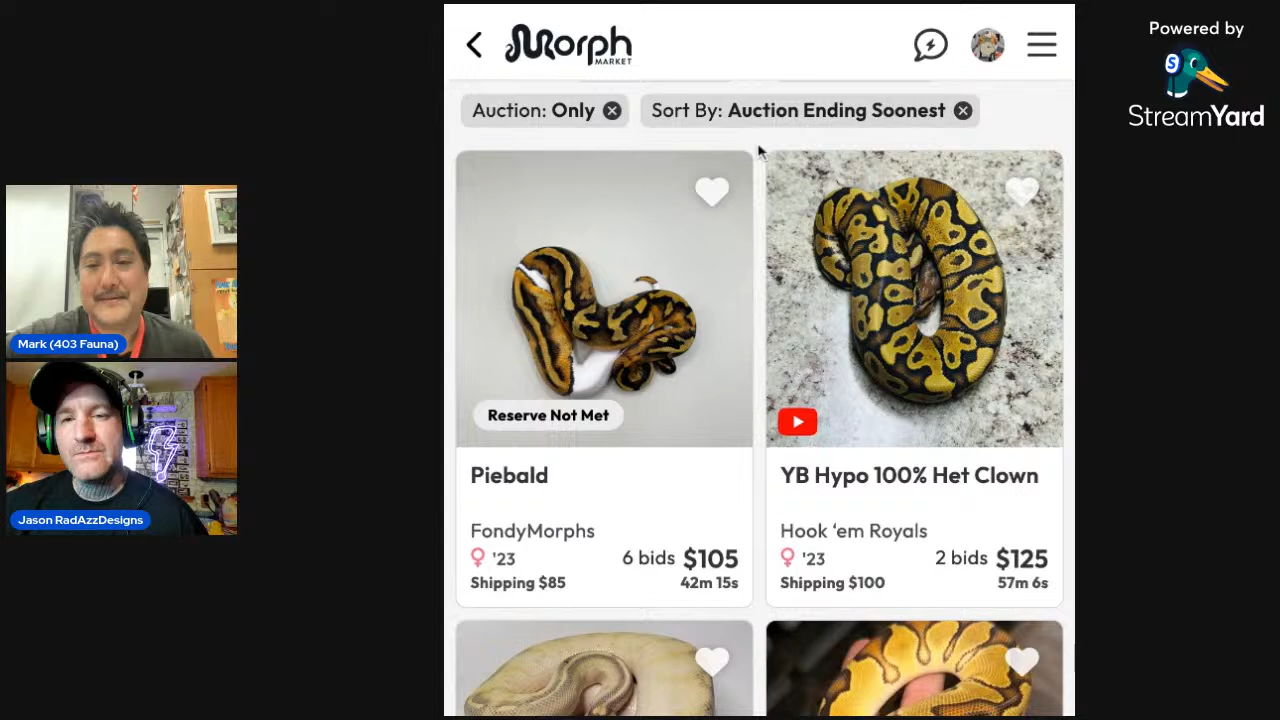 Powered by
StreamYard
Morph
MARKET
Auction: Only
Sort By: Auction Ending Soonest
Mark (403 Fauna)
Jason RadAzzDesigns
Reserve Not Met
Piebald
FondyMorphs
'23
6 bids $105
Shipping $85
42m 15s
YB Hypo 100% Het Clown
Hook ‘em Royals
'23
2 bids $125
Shipping $100
57m 6s